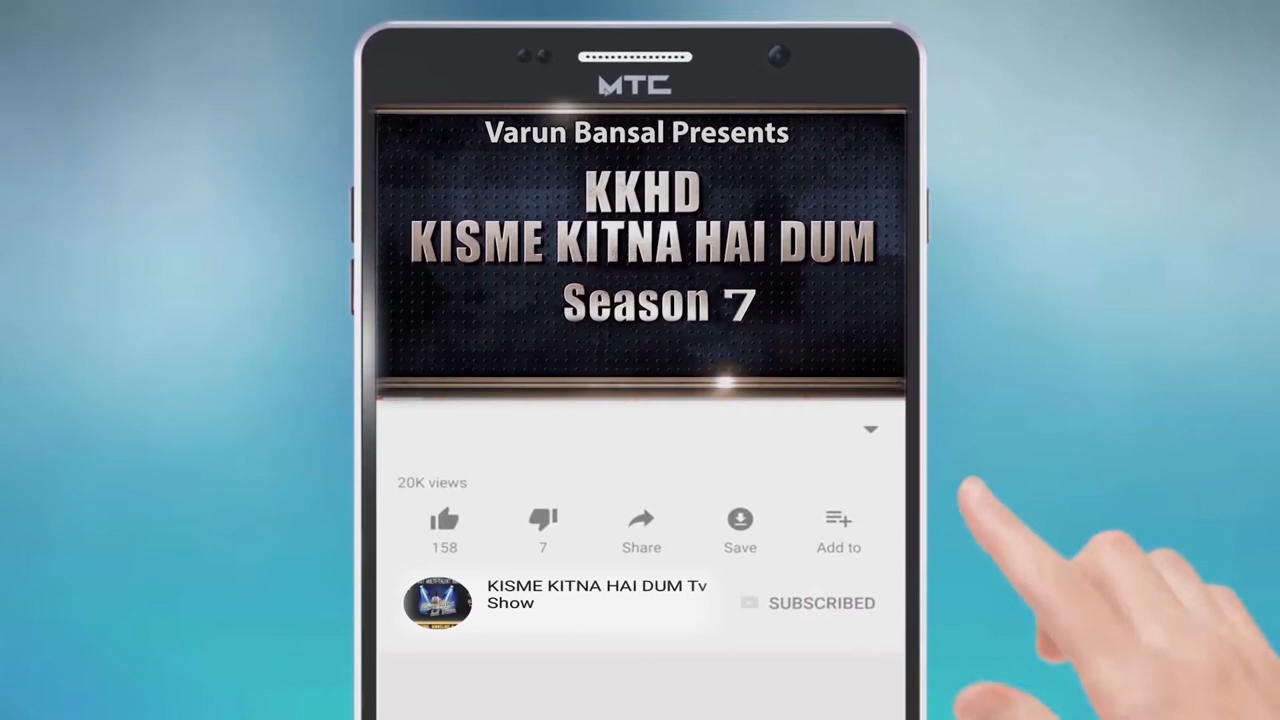 MTC
Varun Bansal Presents
KKHD
KISME KITNA HAI DUM
Season 7
20K views
158
7
Share
Save
Add to
KISME KITNA HAI DUM Tv
Show
SUBSCRIBED